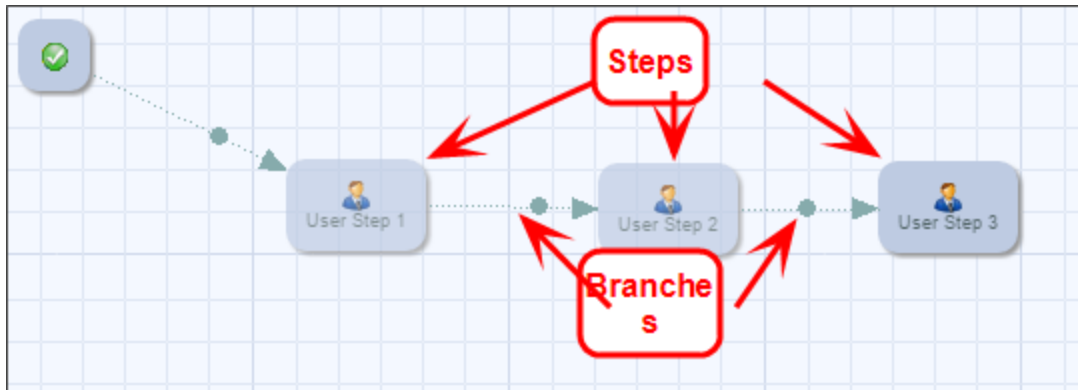 Steps
User Step 1
User Step 2
User Step 3
Branche
s